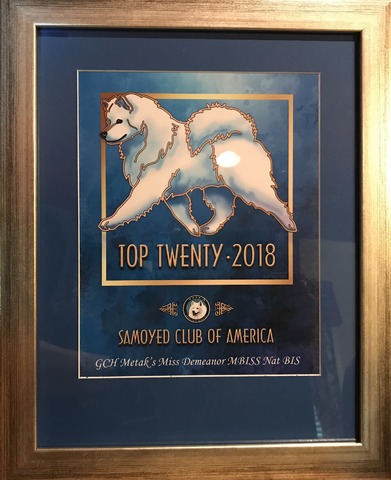 TOP TWENTY · 2018
SAMOYED CLUB OF AMERICA
GCH Metak's Miss Demeanor MBISS Nat BIS